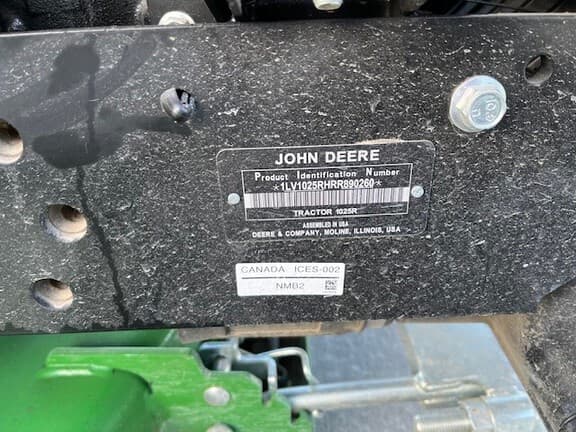 JOHN DEERE
Product Identification Number
*1LV1025RHRR890260*
TRACTOR 1025R
ASSEMBLED IN USA
DEERE & COMPANY, MOLINE, ILLINOIS, USA
CANADA ICES-002
NMB2